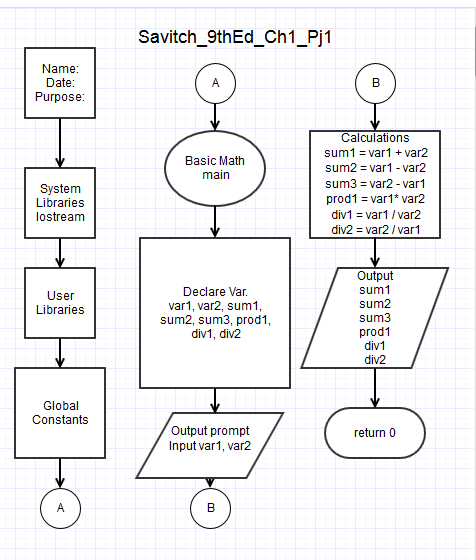 Savitch_9thEd_Ch1_Pj1
Name:
Date:
Purpose:
System
Libraries
Iostream
User
Libraries
Global
Constants
A
A
Basic Math
main
Declare Var.
var1, var2, sum1,
sum2, sum3, prod1,
div1, div2
Output prompt
Input var1, var2
B
B
Calculations
sum1 = var1 + var2
sum2 = var1 - var2
sum3 = var2 - var1
prod1 = var1* var2
div1 = var1 / var2
div2 = var2 / var1
Output
sum1
sum2
sum3
prod1
div1
div2
return 0